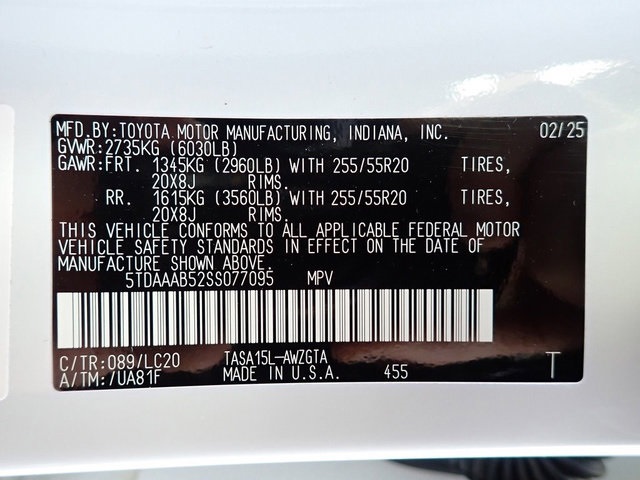 MFD.BY:TOYOTA MOTOR MANUFACTURING, INDIANA, INC. 02/25
GVWR:2735KG (6030LB)
GAWR:FRT. 1345KG (2960LB) WITH 255/55R20 TIRES,
20X8J RIMS.
RR. 1615KG (3560LB) WITH 255/55R20 TIRES,
20X8J RIMS.
THIS VEHICLE CONFORMS TO ALL APPLICABLE FEDERAL MOTOR
VEHICLE SAFETY STANDARDS IN EFFECT ON THE DATE OF
MANUFACTURE SHOWN ABOVE.
5TDAAAB52SS077095 MPV
C/TR:089/LC20 TASA15L-AWZGTA
A/TM:/UA81F MADE IN U.S.A. 455 T